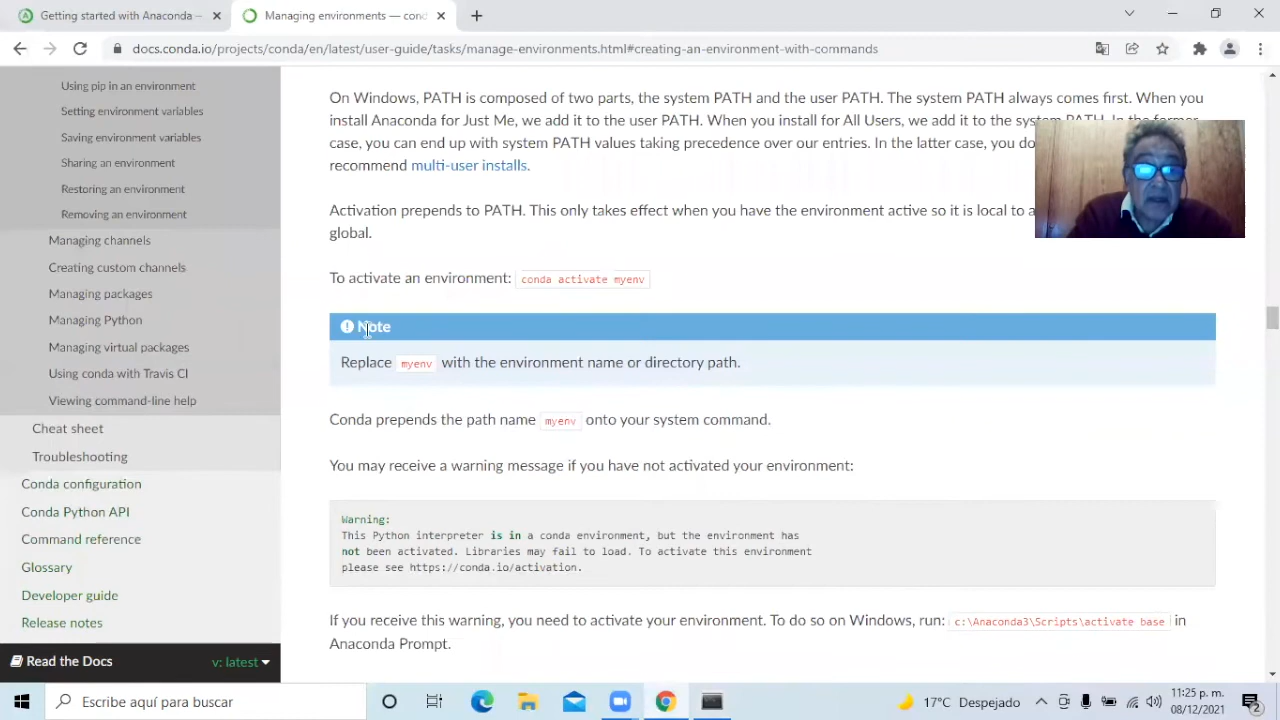 Getting started with Anaconda —
Managing environments — con
docs.conda.io/projects/conda/en/latest/user-guide/tasks/manage-environments.html#creating-an-environment-with-commands
Using pip in an environment
Setting environment variables
Saving environment variables
Sharing an environment
Restoring an environment
Removing an environment
Managing channels
Creating custom channels
Managing packages
Managing Python
Managing virtual packages
Using conda with Travis CI
Viewing command-line help
Cheat sheet
Troubleshooting
Conda configuration
Conda Python API
Command reference
Glossary
Developer guide
Release notes
Read the Docs
v: latest
On Windows, PATH is composed of two parts, the system PATH and the user PATH. The system PATH always comes first. When you
install Anaconda for Just Me, we add it to the user PATH. When you install for All Users, we add it to the system PATH. In the former
case, you can end up with system PATH values taking precedence over our entries. In the latter case, you do
recommend multi-user installs.
Activation prepends to PATH. This only takes effect when you have the environment active so it is local to a
global.
To activate an environment: conda activate myenv
Note
Replace myenv with the environment name or directory path.
Conda prepends the path name myenv onto your system command.
You may receive a warning message if you have not activated your environment:
Warning:
This Python interpreter is in a conda environment, but the environment has
not been activated. Libraries may fail to load. To activate this environment
please see https://conda.io/activation.
If you receive this warning, you need to activate your environment. To do so on Windows, run: c:\Anaconda3\Scripts\activate base in
Anaconda Prompt.
Escribe aquí para buscar
17°C Despejado
11:25 p. m.
08/12/2021
2